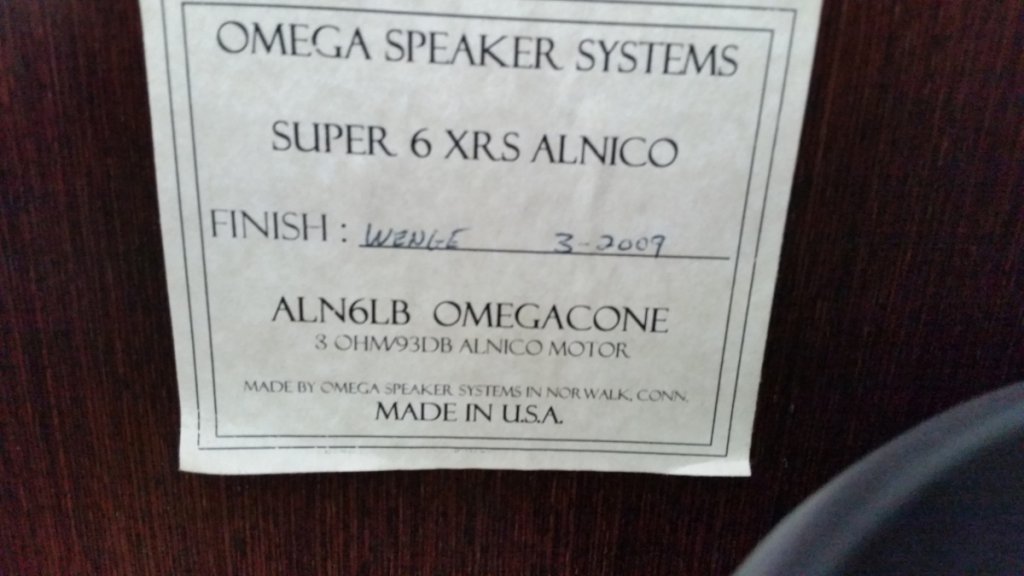 OMEGA SPEAKER SYSTEMS
SUPER 6 XRS ALNICO
FINISH : WENGE 3-2009
ALN6LB OMEGACONE
8 OHM/93DB ALNICO MOTOR
MADE BY OMEGA SPEAKER SYSTEMS IN NORWALK, CONN.
MADE IN U.S.A.